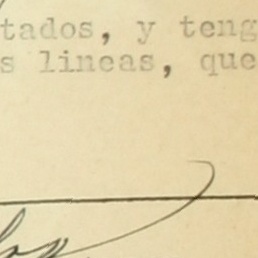 tados, y teng
s lineas, que